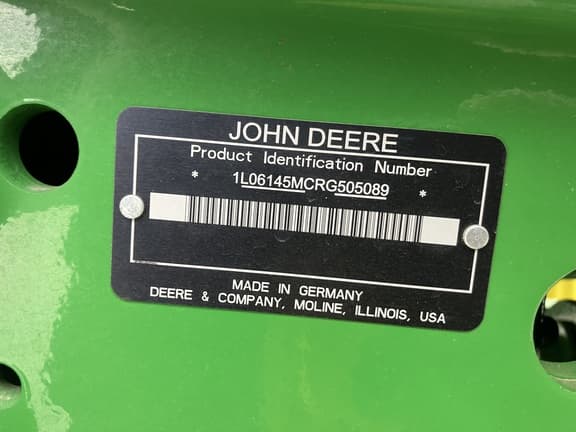 JOHN DEERE
Product Identification Number
* 1L06145MCRG505089 *
MADE IN GERMANY
DEERE & COMPANY, MOLINE, ILLINOIS, USA